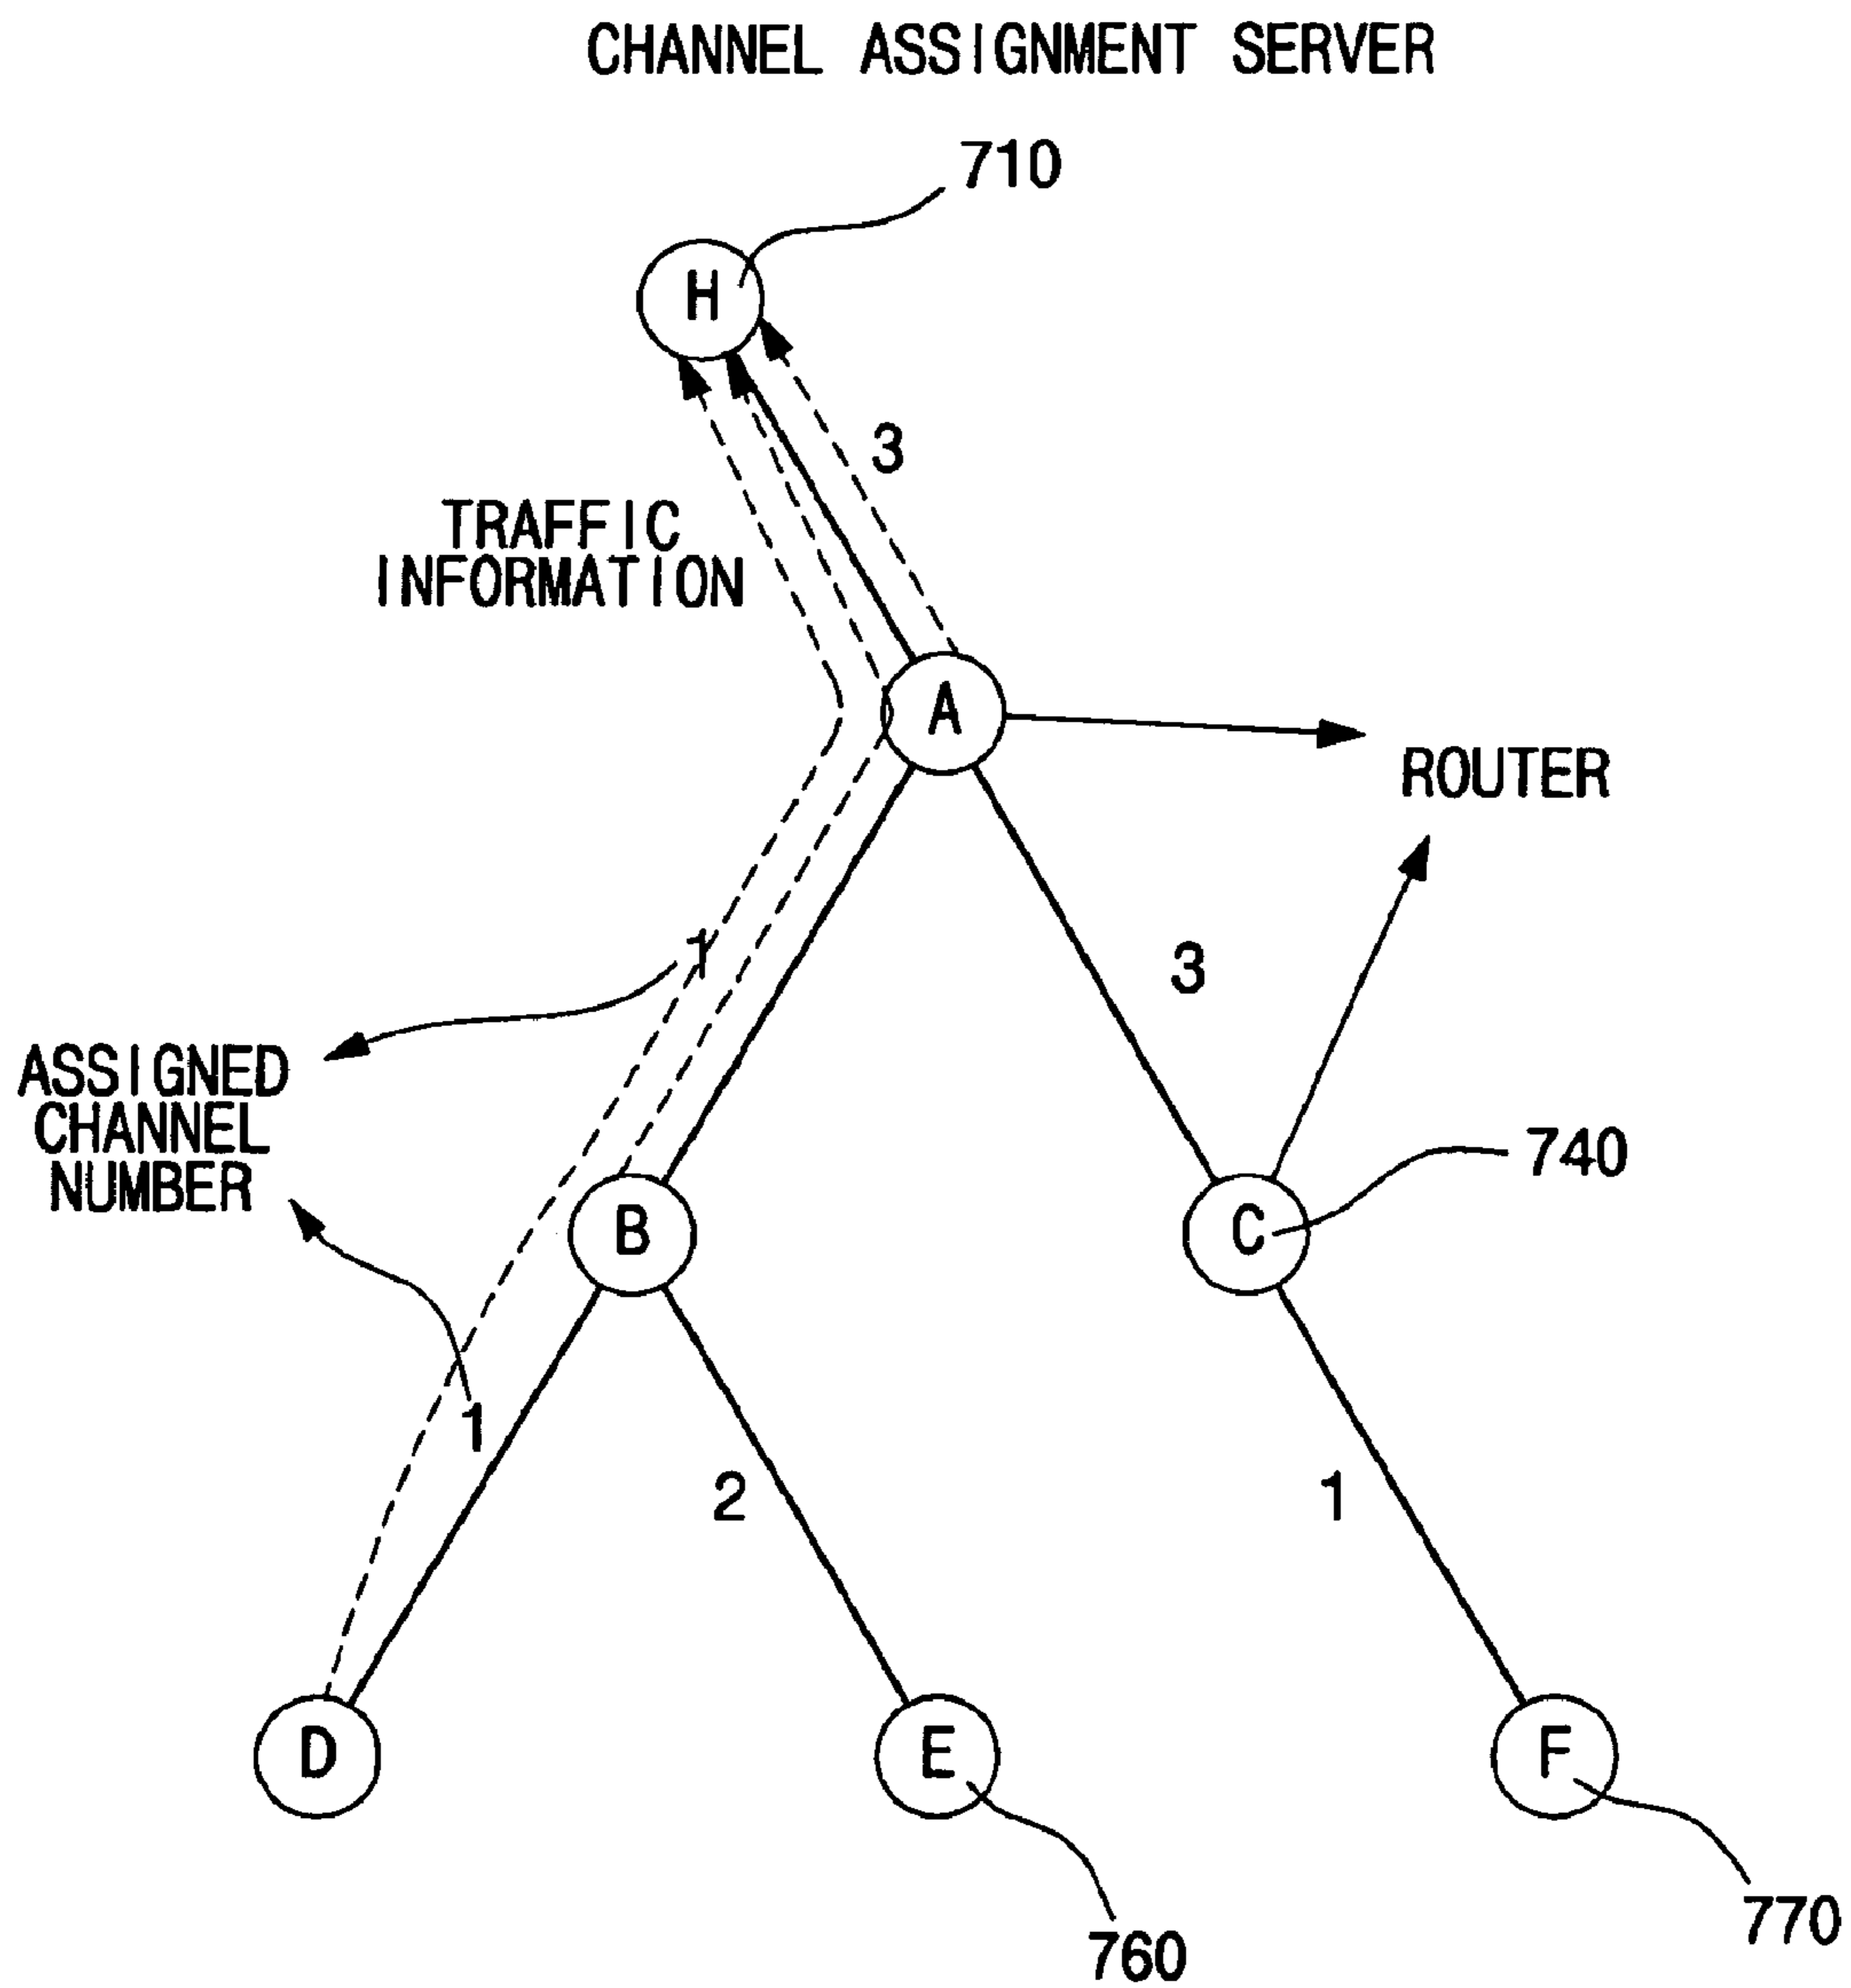 CHANNEL ASSIGNMENT SERVER
710
H
3
TRAFFIC
INFORMATION
A
ROUTER
1
3
ASSIGNED
CHANNEL
NUMBER
740
B
C
1
2
1
D
E
F
760
770